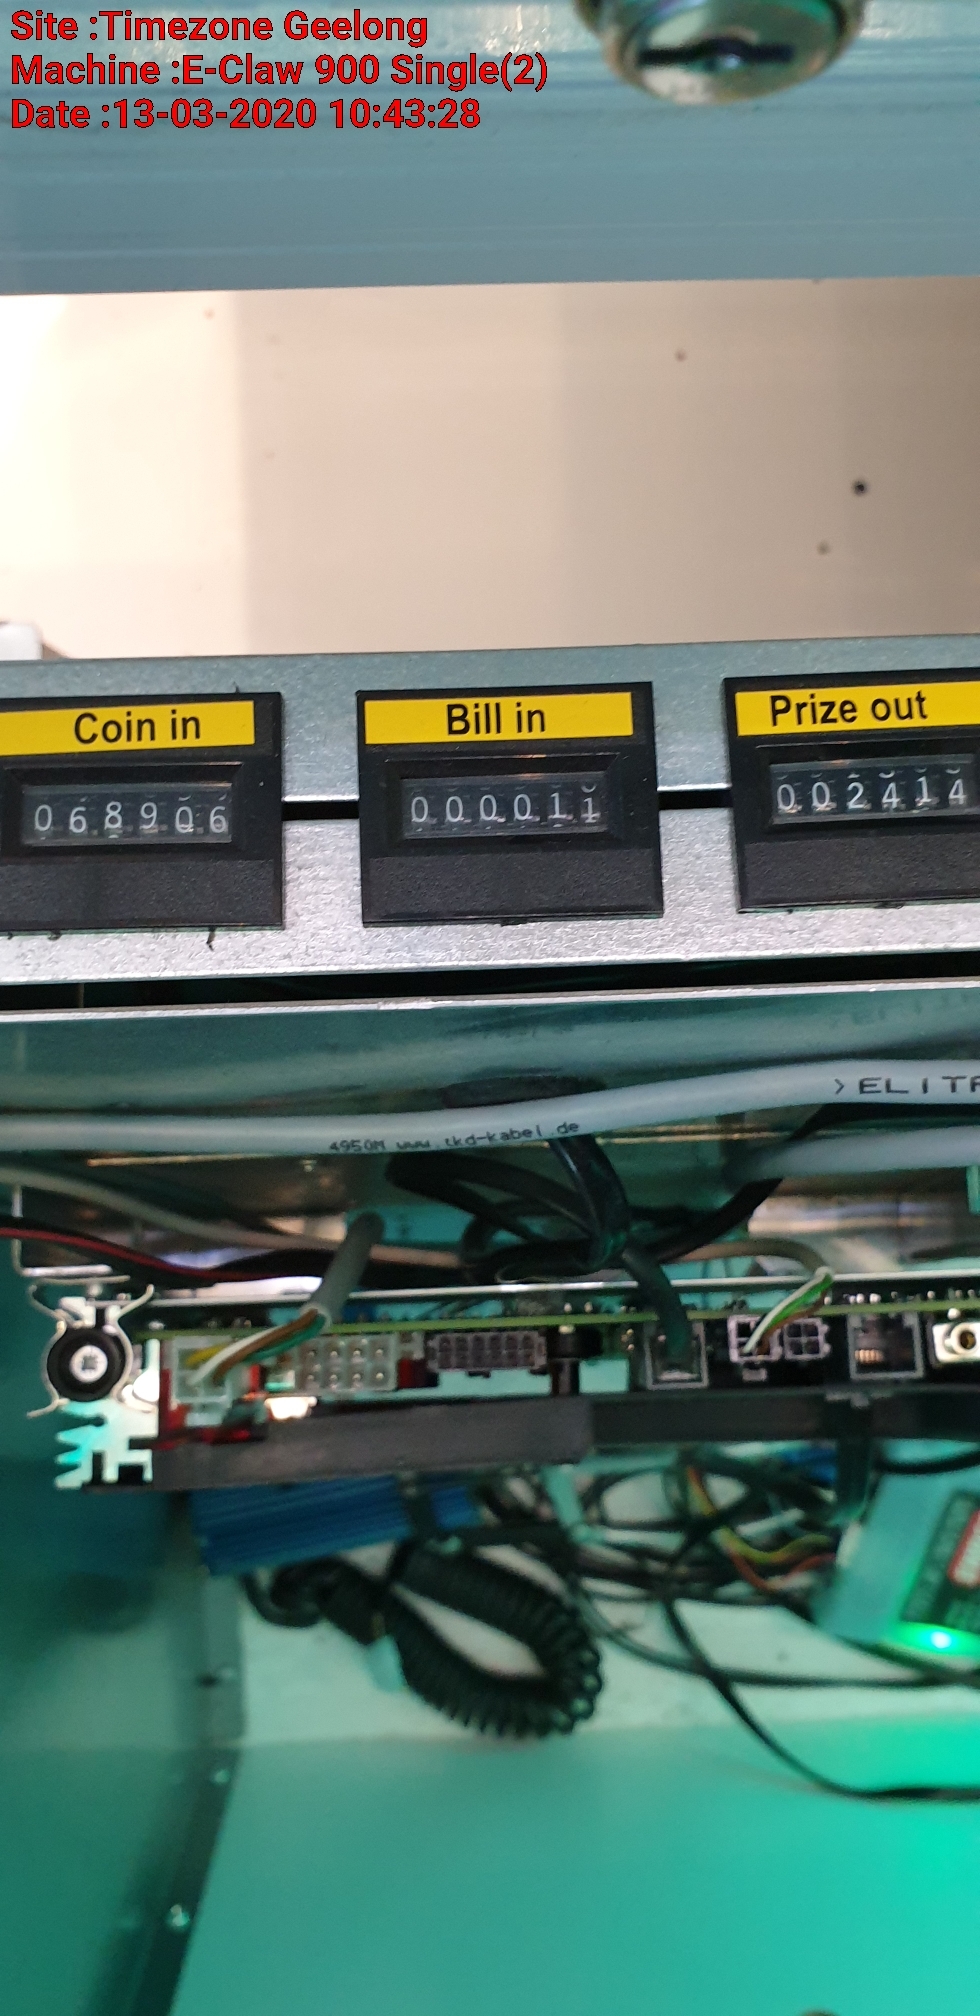 Site :Timezone Geelong
Machine :E-Claw 900 Single(2)
Date :13-03-2020 10:43:28
Coin in
Bill in
Prize out
068906
000011
002414
>ELITR
4950M www.tkd-kabel.de